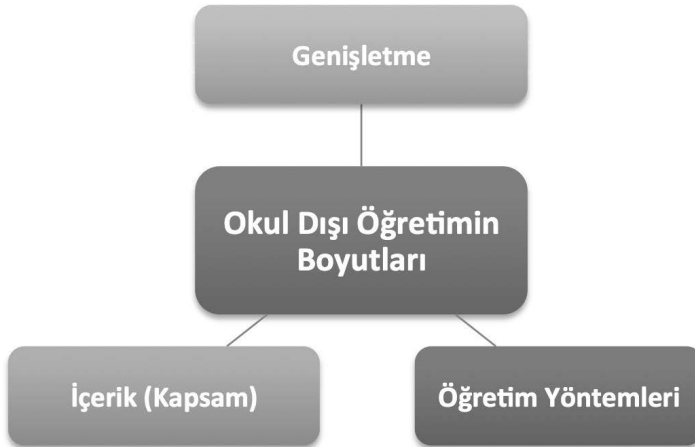 Genişletme
Okul Dışı Öğretimin
Boyutları
İçerik (Kapsam)
Öğretim Yöntemleri